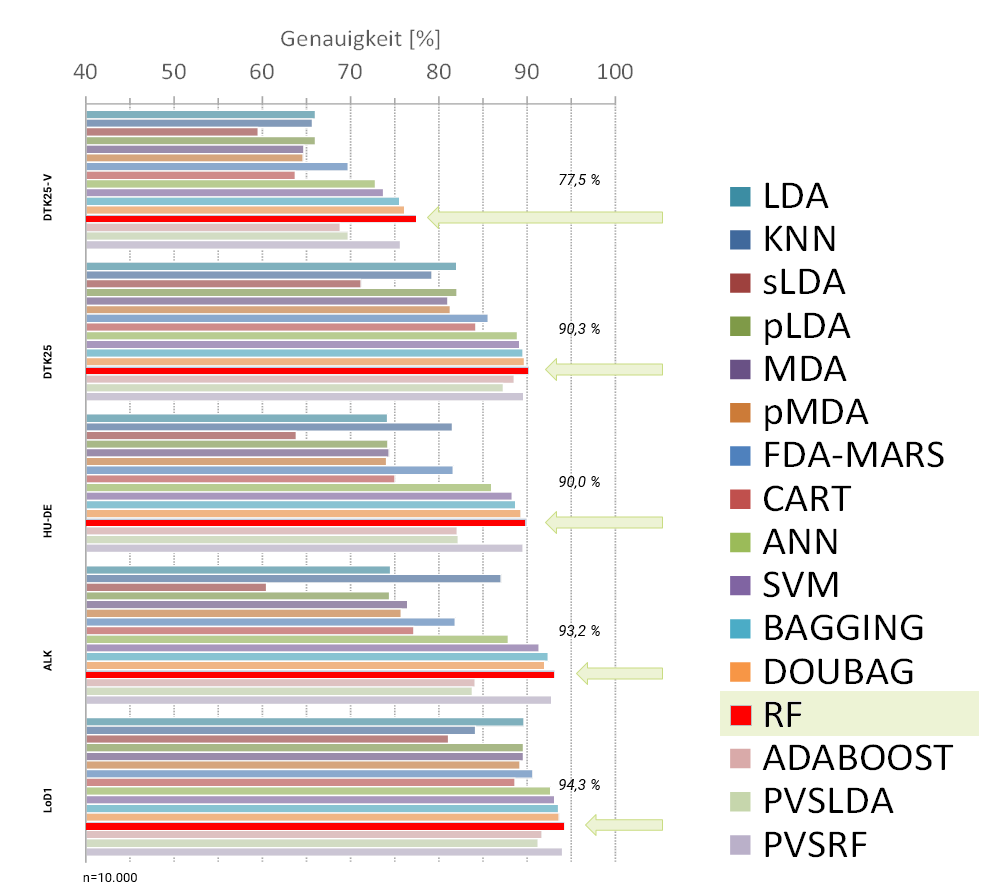 Genauigkeit [%]
40 50 60 70 80 90 100
DTK25-V
77,5 %
DTK25
90,3 %
HU-DE
90,0 %
ALK
93,2 %
LoD1
94,3 %
n=10.000
LDA
KNN
sLDA
pLDA
MDA
pMDA
FDA-MARS
CART
ANN
SVM
BAGGING
DOUBAG
RF
ADABOOST
PVSLDA
PVSRF